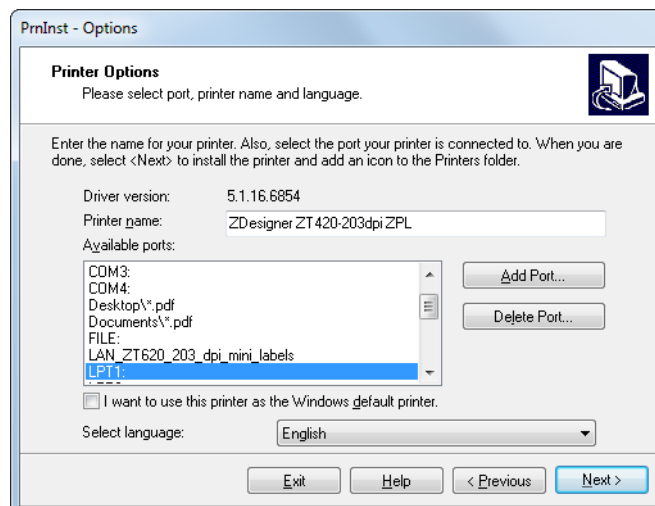 PrnInst - Options
Printer Options
Please select port, printer name and language.
Enter the name for your printer. Also, select the port your printer is connected to. When you are
done, select <Next> to install the printer and add an icon to the Printers folder.
Driver version: 5.1.16.6854
Printer name: ZDesigner ZT420-203dpi ZPL
Available ports:
COM3:
COM4:
Desktop\*.pdf
Documents\*.pdf
FILE:
LAN_ZT620_203_dpi_mini_labels
LPT1:
Add Port...
Delete Port...
I want to use this printer as the Windows default printer.
Select language: English
Exit Help < Previous Next >